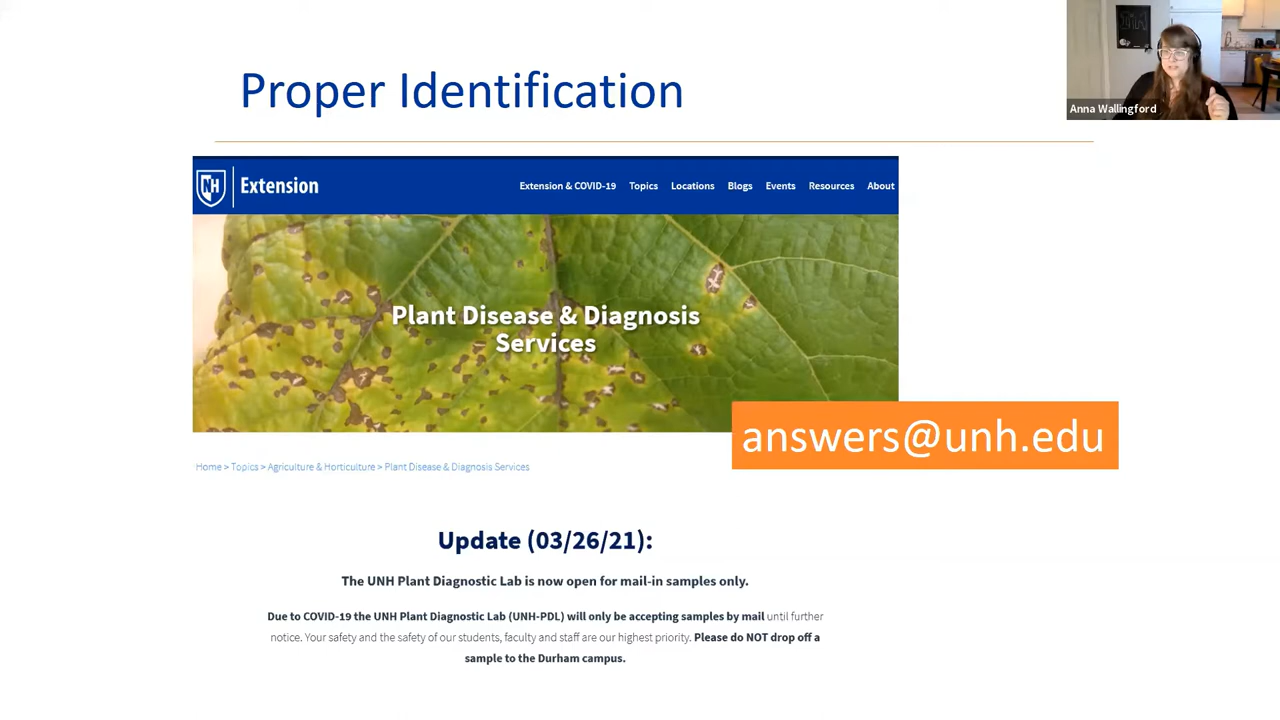 Proper Identification
Anna Wallingford
NH Extension
Extension & COVID-19 Topics Locations Blogs Events Resources About
Plant Disease & Diagnosis
Services
answers@unh.edu
Home > Topics > Agriculture & Horticulture > Plant Disease & Diagnosis Services
Update (03/26/21):
The UNH Plant Diagnostic Lab is now open for mail-in samples only.
Due to COVID-19 the UNH Plant Diagnostic Lab (UNH-PDL) will only be accepting samples by mail until further
notice. Your safety and the safety of our students, faculty and staff are our highest priority. Please do NOT drop off a
sample to the Durham campus.